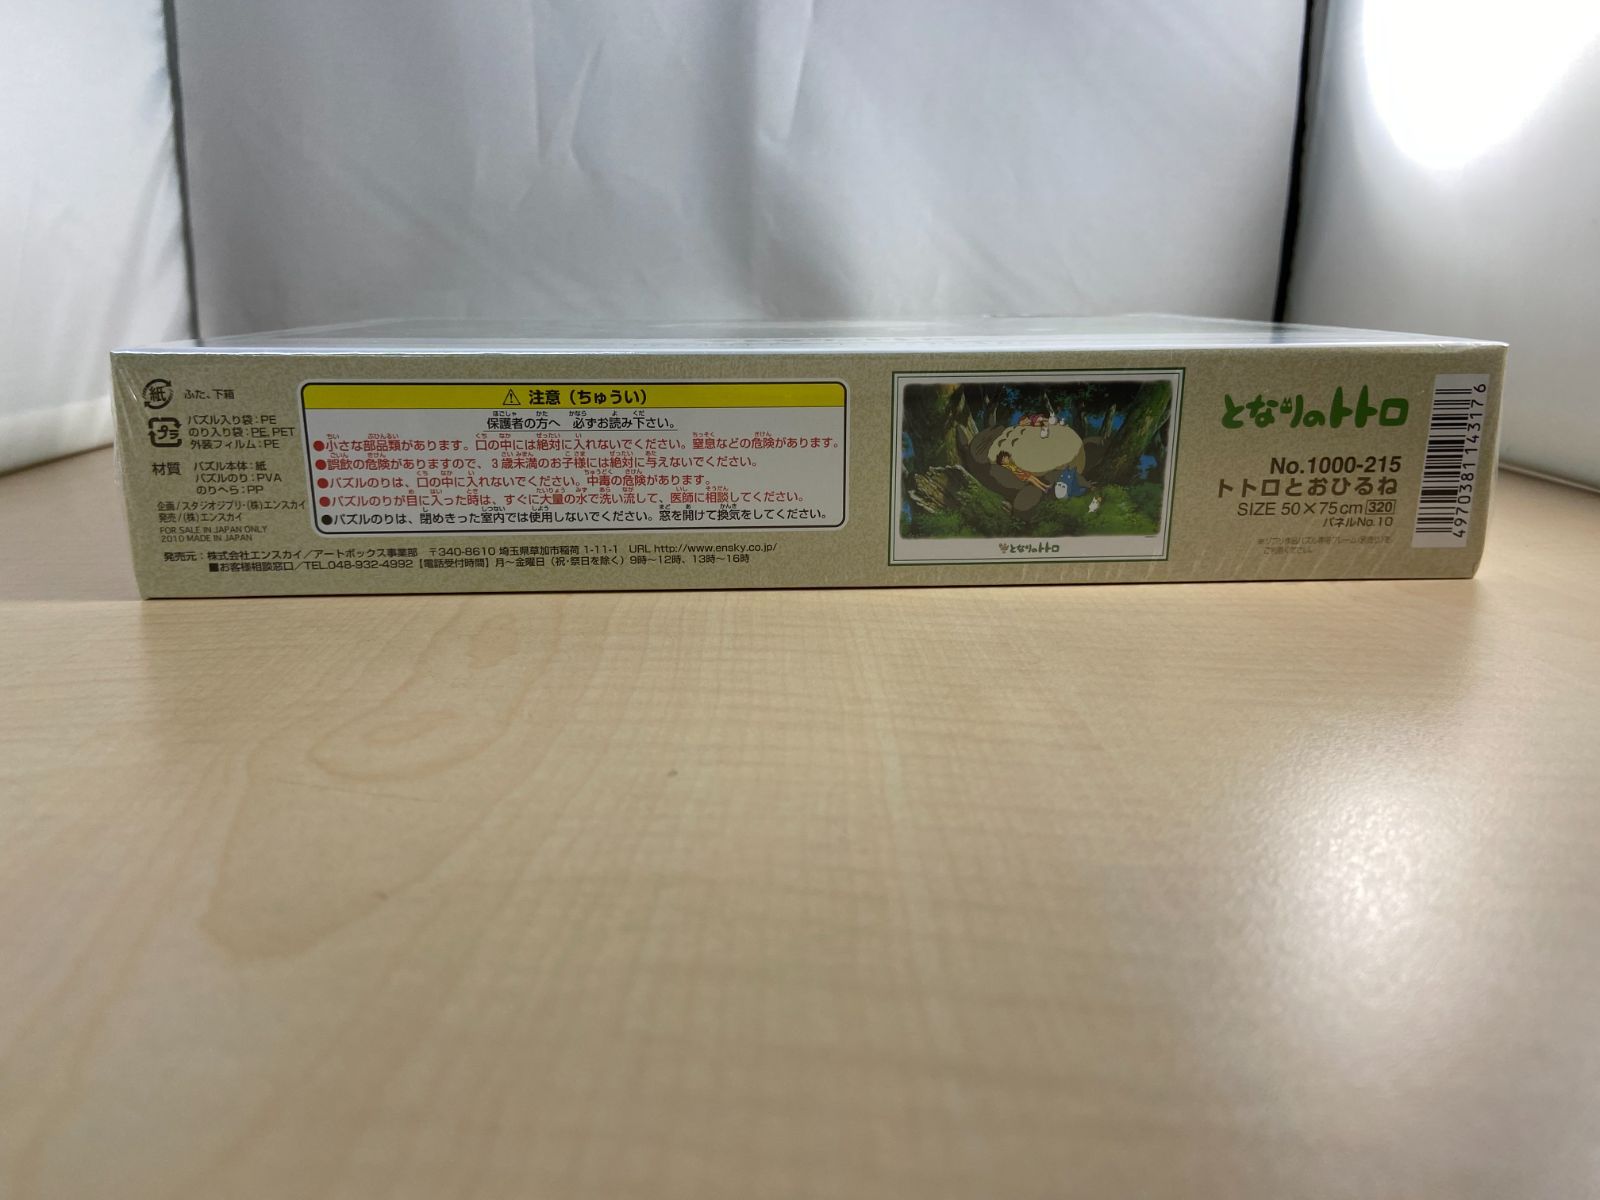 紙 ふた、下箱
プラ
パズル入り袋:PE
のり入り袋:PE, PET
外装フィルム:PE
材質 パズル本体:紙
パズルのり:PVA
のりへら:PP
企画/スタジオジブリ・(株)エンスカイ
発売/(株)エンスカイ
FOR SALE IN JAPAN ONLY
2010 MADE IN JAPAN
⚠ 注意(ちゅうい)
保護者の方へ 必ずお読み下さい。
●小さな部品類があります。口の中には絶対に入れないでください。窒息などの危険があります。
●誤飲の危険がありますので、3歳未満のお子様には絶対に与えないでください。
●パズルのりは、口の中に入れないでください。中毒の危険があります。
●パズルのりが目に入った時は、すぐに大量の水で洗い流して、医師に相談してください。
●パズルのりは、閉めきった室内では使用しないでください。窓を開けて換気をしてください。
発売元:株式会社エンスカイ/アートボックス事業部 〒340-8610 埼玉県草加市稲荷 1-11-1 URL http://www.ensky.co.jp/
■お客様相談窓口/TEL.048-932-4992【電話受付時間】月~金曜日(祝・祭日を除く)9時~12時、13時~16時
となりのトトロ
となりのトトロ
No.1000-215
トトロとおひるね
SIZE 50×75cm 320
パネルNo.10
4970381143176